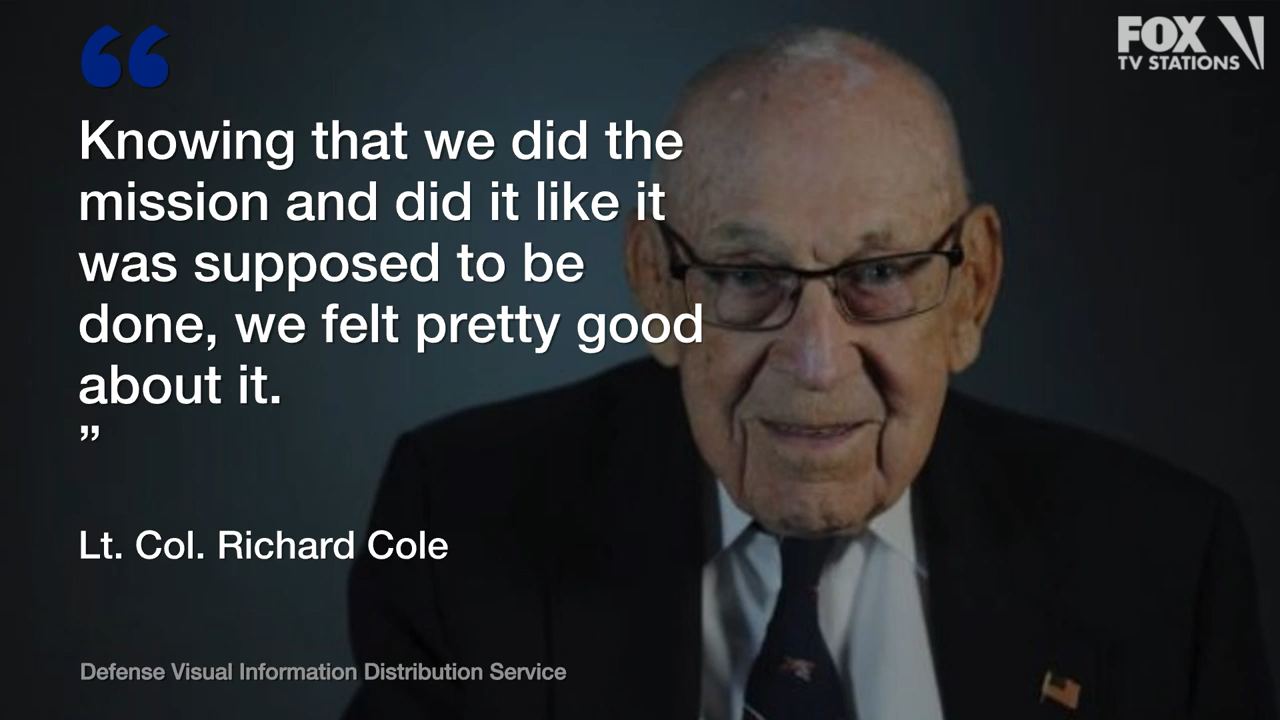 “
FOX
TV STATIONS
Knowing that we did the
mission and did it like it
was supposed to be
done, we felt pretty good
about it.
”
Lt. Col. Richard Cole
Defense Visual Information Distribution Service